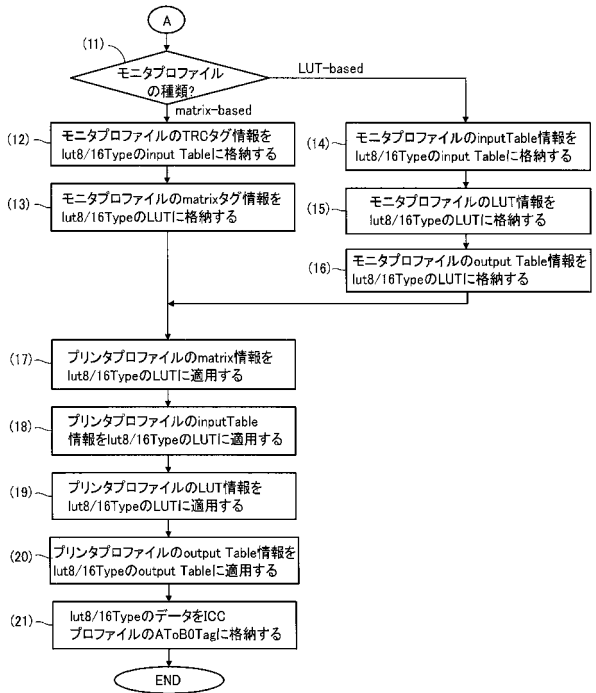 A
(11)
モニタプロファイル
の種類?
LUT-based
matrix-based
(12)
モニタプロファイルのTRCタグ情報を
lut8/16Typeのinput Tableに格納する
(13)
モニタプロファイルのmatrixタグ情報を
lut8/16TypeのLUTに格納する
(14)
モニタプロファイルのinputTable情報を
lut8/16Typeのinput Tableに格納する
(15)
モニタプロファイルのLUT情報を
lut8/16TypeのLUTに格納する
(16)
モニタプロファイルのoutput Table情報を
lut8/16TypeのLUTに格納する
(17)
プリンタプロファイルのmatrix情報を
lut8/16TypeのLUTに適用する
(18)
プリンタプロファイルのinputTable
情報をlut8/16TypeのLUTに適用する
(19)
プリンタプロファイルのLUT情報を
lut8/16TypeのLUTに適用する
(20)
プリンタプロファイルのoutput Table情報を
lut8/16Typeのoutput Tableに適用する
(21)
lut8/16TypeのデータをICC
プロファイルのAToB0Tagに格納する
END